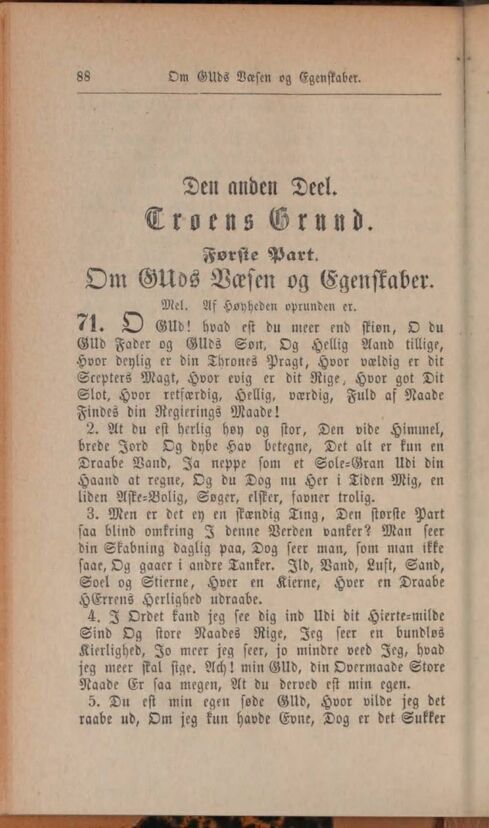 88 Om GUds Væsen og Egenskaber.
Den anden Deel.
Troens Grund.
Første Part.
Om GUds Væsen og Egenskaber.
Mel. Af Høyheden oprunden er.
71. O GUd! hvad est du meer end skiøn, O du
GUd Fader og GUds Søn, Og Hellig Aand tillige,
Hvor deylig er din Thrones Pragt, Hvor vældig er dit
Scepters Magt, Hvor evig er dit Rige, Hvor got Dit
Slot, Hvor retfærdig, Hellig, værdig, Fuld af Naade
Findes din Regierings Maade!
2. At du est herlig høy og stor, Den vide Himmel,
brede Jord Og dybe Hav betegne, Det alt er kun en
Draabe Vand, Ja neppe som et Sole-Gran Udi din
Haand at regne, Og du Dog nu Her i Tiden Mig, en
liden Aske-Bolig, Søger, elsker, favner trolig.
3. Men er det ey en skændig Ting, Den største Part
saa blind omkring I denne Verden vanker? Man seer
din Skabning daglig paa, Dog seer man, som man ikke
saae, Og gaaer i andre Tanker. Ild, Vand, Luft, Sand,
Soel og Stierne, Hver en Kierne, Hver en Draabe
HErrens Herlighed udraabe.
4. I Ordet kand jeg see dig ind Udi dit Hierte-milde
Sind Og store Naades Rige, Jeg seer en bundløs
Kierlighed, Jo meer jeg seer, jo mindre veed Jeg, hvad
jeg meer skal sige. Ach! min GUd, din Overmaade Store
Naade Er saa megen, At du derved est min egen.
5. Du est min egen søde GUd, Hvor vilde jeg det
raabe ud, Om jeg kun havde Evne, Dog er det Sukker